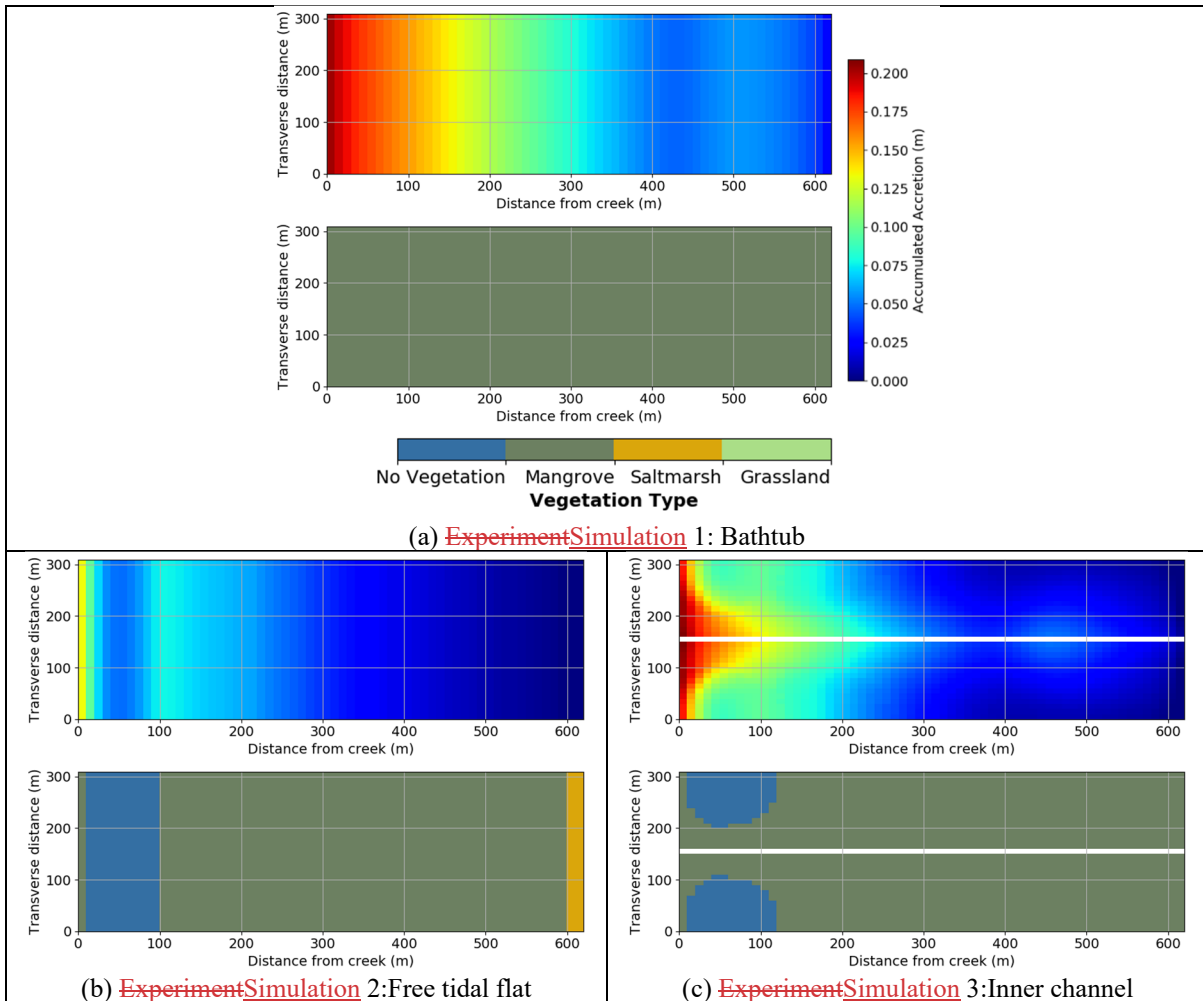 300
200
100
0
Transverse distance (m)
0 100 200 300 400 500 600
Distance from creek (m)
0.200
0.175
0.150
0.125
0.100
0.075
0.050
0.025
0.000
Accumulated Accretion (m)
300
200
100
0
Transverse distance (m)
0 100 200 300 400 500 600
Distance from creek (m)
No Vegetation Mangrove Saltmarsh Grassland
Vegetation Type
(a) ExperimentSimulation 1: Bathtub
300
200
100
0
Transverse distance (m)
0 100 200 300 400 500 600
Distance from creek (m)
300
200
100
0
Transverse distance (m)
0 100 200 300 400 500 600
Distance from creek (m)
(b) ExperimentSimulation 2:Free tidal flat
300
200
100
0
Transverse distance (m)
0 100 200 300 400 500 600
Distance from creek (m)
300
200
100
0
Transverse distance (m)
0 100 200 300 400 500 600
Distance from creek (m)
(c) ExperimentSimulation 3:Inner channel